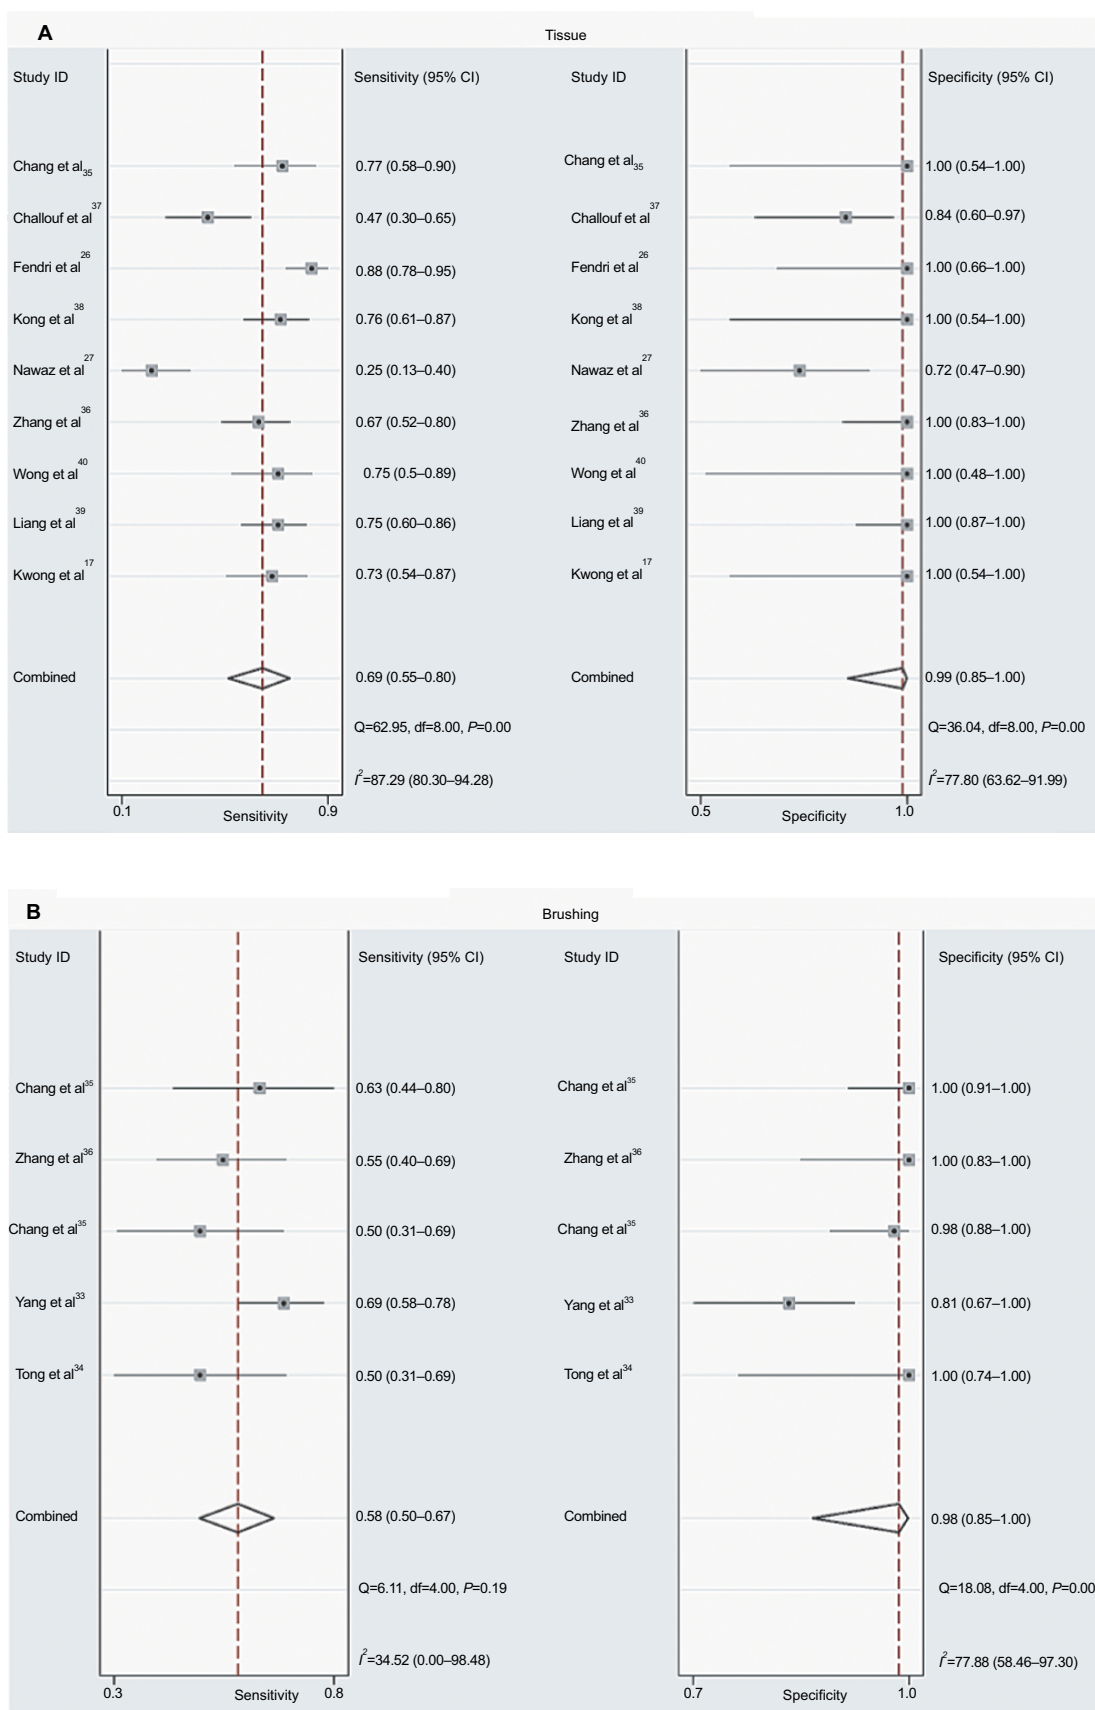 A
Tissue
Study ID Sensitivity (95% CI) Study ID Specificity (95% CI)
Chang et al35 0.77 (0.58–0.90) Chang et al35 1.00 (0.54–1.00)
Challouf et al37 0.47 (0.30–0.65) Challouf et al37 0.84 (0.60–0.97)
Fendri et al26 0.88 (0.78–0.95) Fendri et al26 1.00 (0.66–1.00)
Kong et al38 0.76 (0.61–0.87) Kong et al38 1.00 (0.54–1.00)
Nawaz et al27 0.25 (0.13–0.40) Nawaz et al27 0.72 (0.47–0.90)
Zhang et al36 0.67 (0.52–0.80) Zhang et al36 1.00 (0.83–1.00)
Wong et al40 0.75 (0.5–0.89) Wong et al40 1.00 (0.48–1.00)
Liang et al39 0.75 (0.60–0.86) Liang et al39 1.00 (0.87–1.00)
Kwong et al17 0.73 (0.54–0.87) Kwong et al17 1.00 (0.54–1.00)
Combined 0.69 (0.55–0.80) Combined 0.99 (0.85–1.00)
Q=62.95, df=8.00, P=0.00 Q=36.04, df=8.00, P=0.00
I2=87.29 (80.30–94.28) I2=77.80 (63.62–91.99)
0.1 Sensitivity 0.9 0.5 Specificity 1.0
B
Brushing
Study ID Sensitivity (95% CI) Study ID Specificity (95% CI)
Chang et al35 0.63 (0.44–0.80) Chang et al35 1.00 (0.91–1.00)
Zhang et al36 0.55 (0.40–0.69) Zhang et al36 1.00 (0.83–1.00)
Chang et al35 0.50 (0.31–0.69) Chang et al35 0.98 (0.88–1.00)
Yang et al33 0.69 (0.58–0.78) Yang et al33 0.81 (0.67–1.00)
Tong et al34 0.50 (0.31–0.69) Tong et al34 1.00 (0.74–1.00)
Combined 0.58 (0.50–0.67) Combined 0.98 (0.85–1.00)
Q=6.11, df=4.00, P=0.19 Q=18.08, df=4.00, P=0.00
I2=34.52 (0.00–98.48) I2=77.88 (58.46–97.30)
0.3 Sensitivity 0.8 0.7 Specificity 1.0